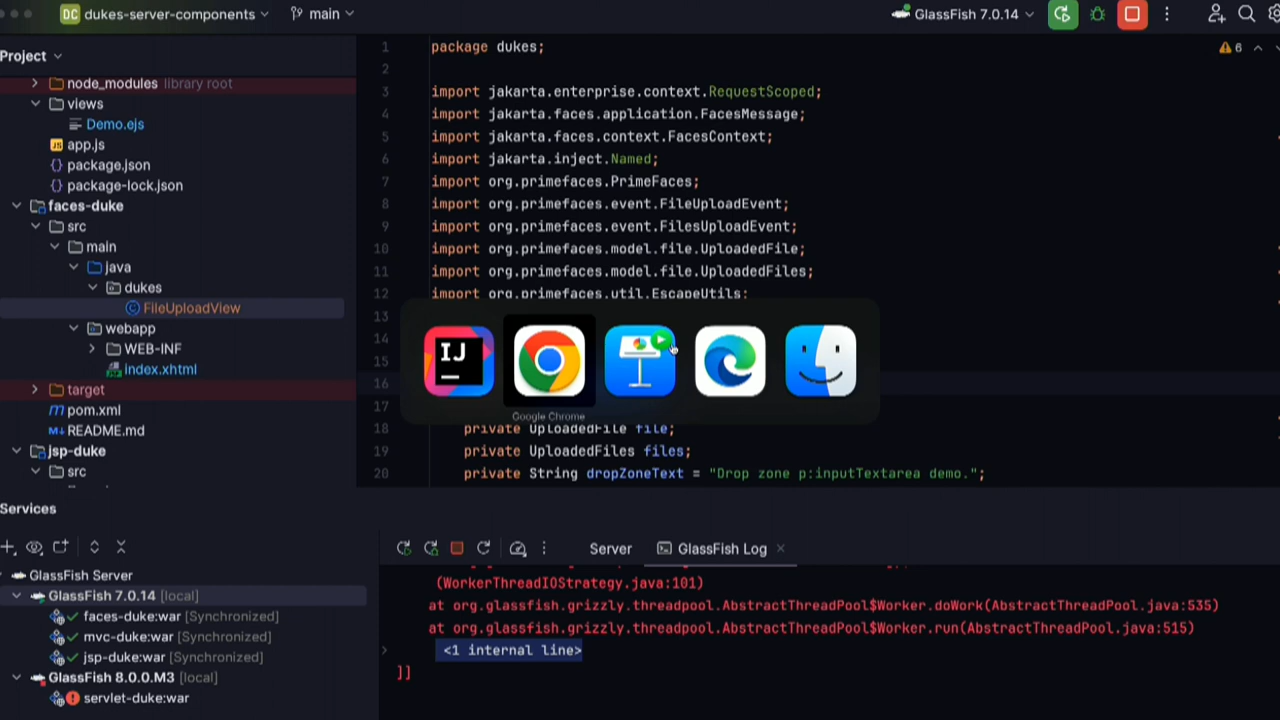 DC dukes-server-components main GlassFish 7.0.14
Project
node_modules library root
views
Demo.ejs
JS app.js
package.json
package-lock.json
faces-duke
src
main
java
dukes
FileUploadView
webapp
WEB-INF
index.xhtml
target
pom.xml
README.md
jsp-duke
src
6
1 package dukes;
2
3 import jakarta.enterprise.context.RequestScoped;
4 import jakarta.faces.application.FacesMessage;
5 import jakarta.faces.context.FacesContext;
6 import jakarta.inject.Named;
7 import org.primefaces.PrimeFaces;
8 import org.primefaces.event.FileUploadEvent;
9 import org.primefaces.event.FilesUploadEvent;
10 import org.primefaces.model.file.UploadedFile;
11 import org.primefaces.model.file.UploadedFiles;
12 import org.primefaces.util.EscapeUtils;
13
14
15
16
17
18 private UploadedFile file;
19 private UploadedFiles files;
20 private String dropZoneText = "Drop zone p:inputTextarea demo.";
IJ
Google Chrome
Services
GlassFish Server
GlassFish 7.0.14 [local]
faces-duke:war [Synchronized]
mvc-duke:war [Synchronized]
jsp-duke:war [Synchronized]
GlassFish 8.0.0.M3 [local]
servlet-duke:war
Server GlassFish Log
(WorkerThreadIOStrategy.java:101)
at org.glassfish.grizzly.threadpool.AbstractThreadPool$Worker.doWork(AbstractThreadPool.java:535)
at org.glassfish.grizzly.threadpool.AbstractThreadPool$Worker.run(AbstractThreadPool.java:515)
<1 internal line>
]]